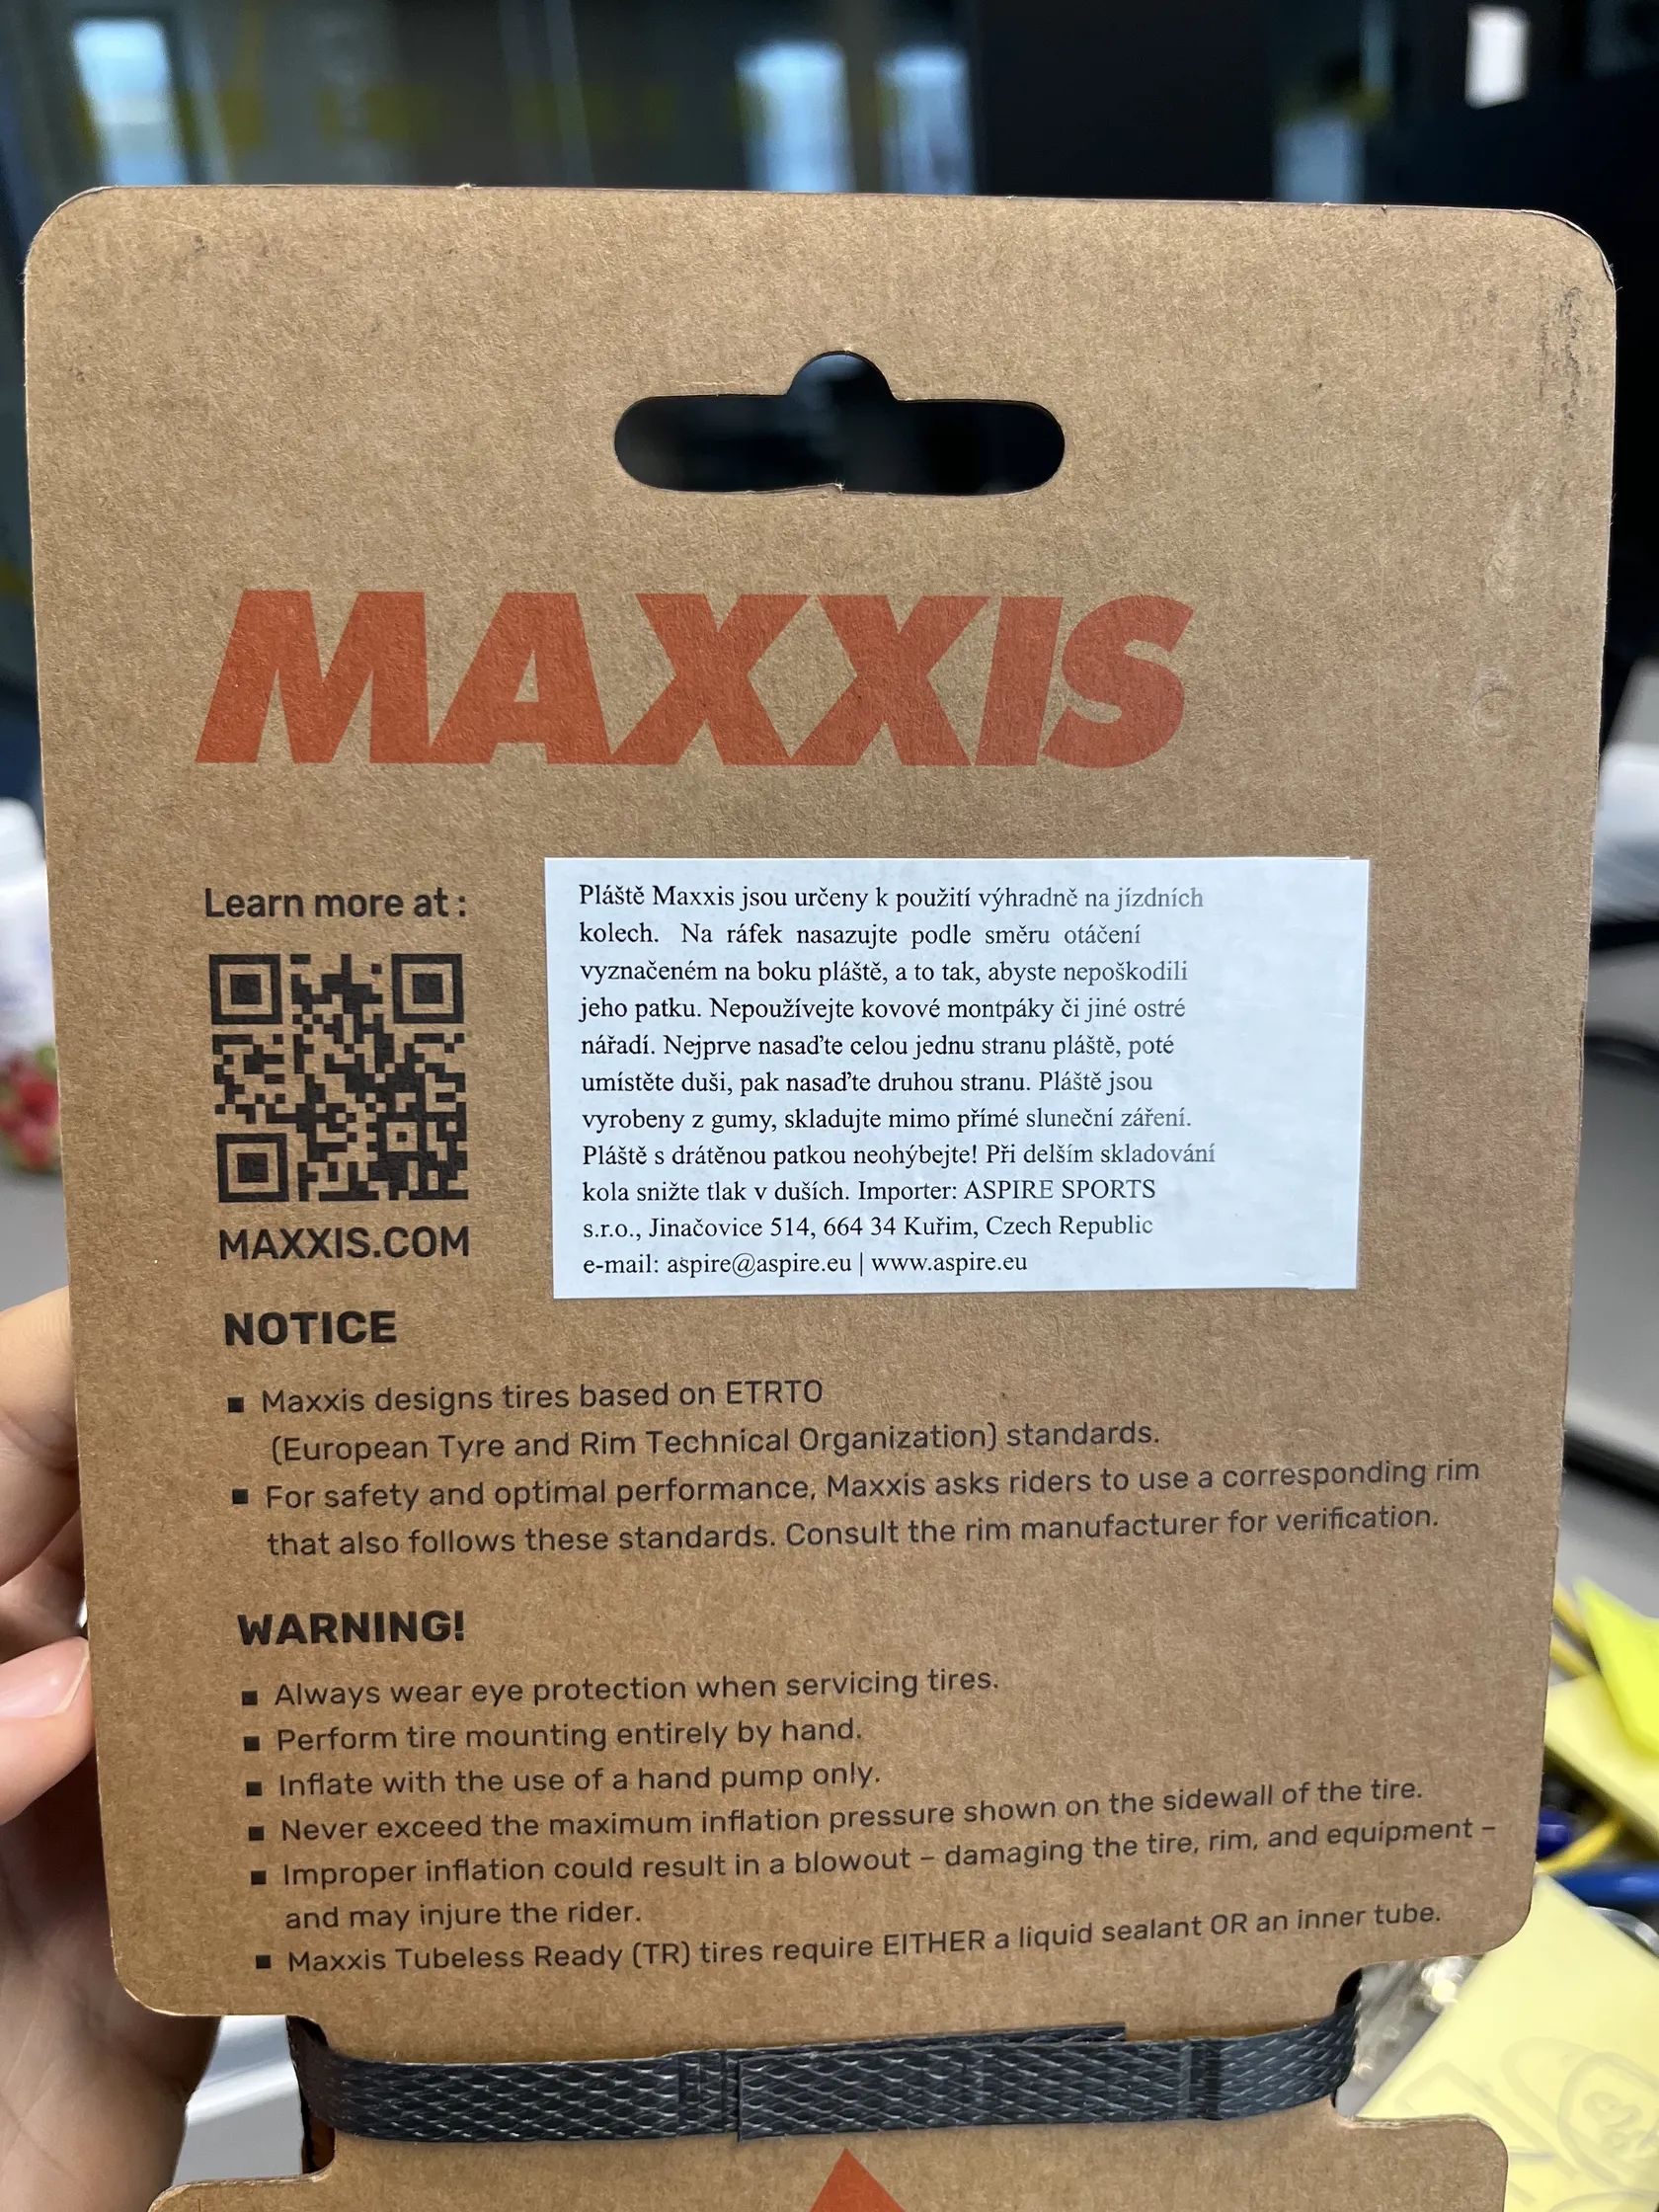 MAXXIS
Learn more at :
MAXXIS.COM
Pláště Maxxis jsou určeny k použití výhradně na jízdních
kolech. Na ráfek nasazujte podle směru otáčení
vyznačeném na boku pláště, a to tak, abyste nepoškodili
jeho patku. Nepoužívejte kovové montpáky či jiné ostré
nářadí. Nejprve nasaďte celou jednu stranu pláště, poté
umístěte duši, pak nasaďte druhou stranu. Pláště jsou
vyrobeny z gumy, skladujte mimo přímé sluneční záření.
Pláště s drátěnou patkou neohýbejte! Při delším skladování
kola snižte tlak v duších. Importer: ASPIRE SPORTS
s.r.o., Jinačovice 514, 664 34 Kuřim, Czech Republic
e-mail: aspire@aspire.eu | www.aspire.eu
NOTICE
▪ Maxxis designs tires based on ETRTO
(European Tyre and Rim Technical Organization) standards.
▪ For safety and optimal performance, Maxxis asks riders to use a corresponding rim
that also follows these standards. Consult the rim manufacturer for verification.
WARNING!
▪ Always wear eye protection when servicing tires.
▪ Perform tire mounting entirely by hand.
▪ Inflate with the use of a hand pump only.
▪ Never exceed the maximum inflation pressure shown on the sidewall of the tire.
▪ Improper inflation could result in a blowout – damaging the tire, rim, and equipment –
and may injure the rider.
▪ Maxxis Tubeless Ready (TR) tires require EITHER a liquid sealant OR an inner tube.